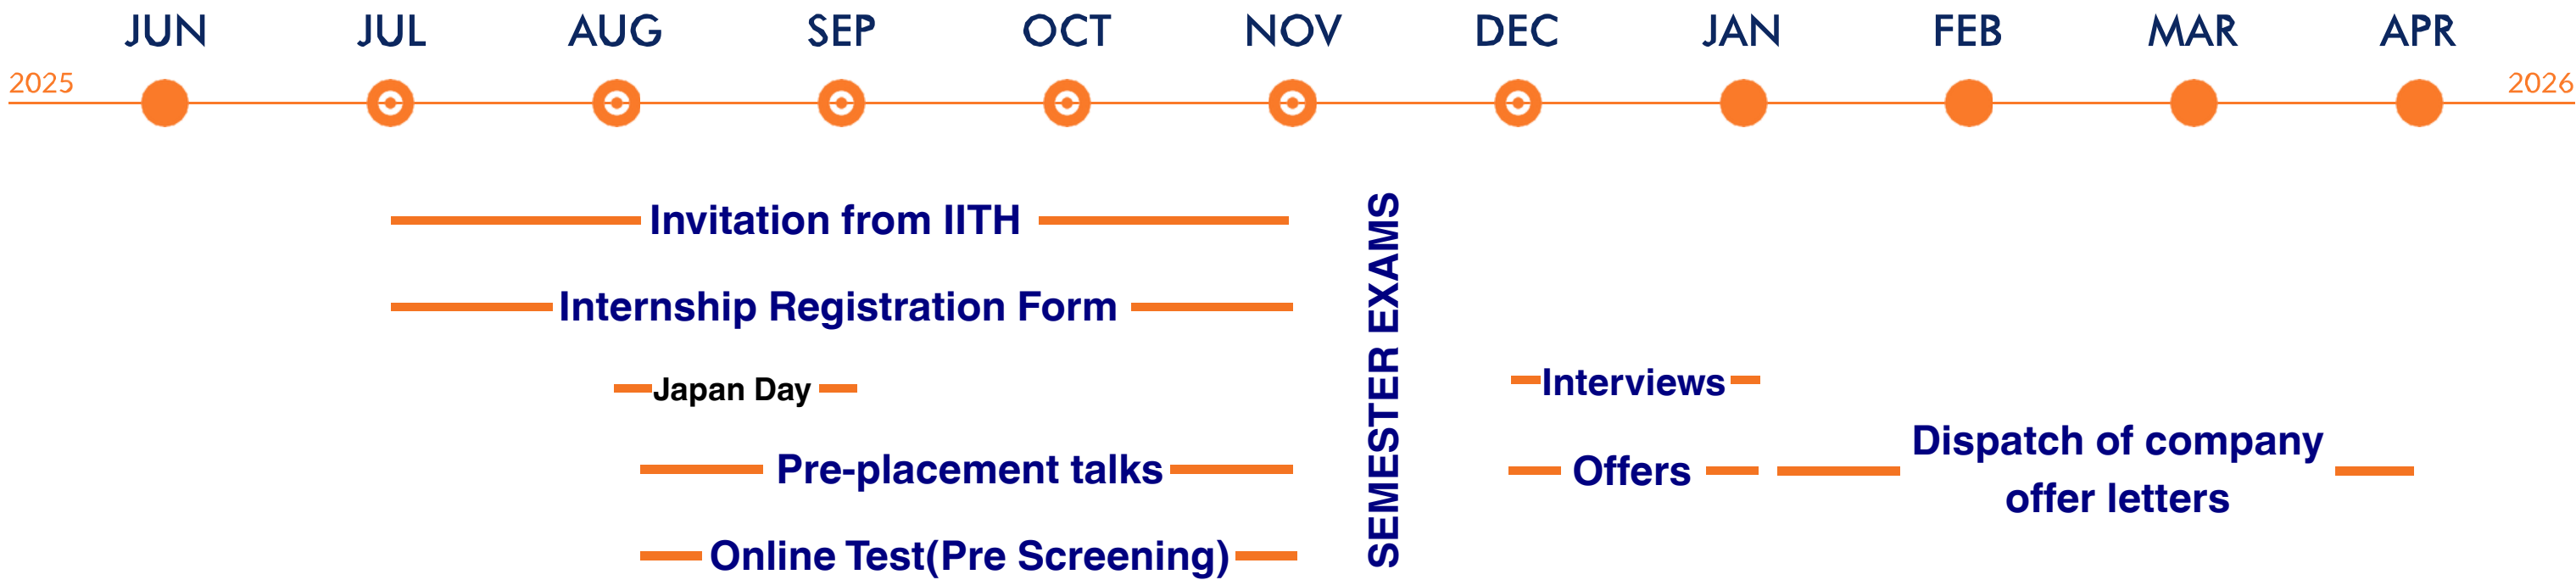 JUN JUL AUG SEP OCT NOV DEC JAN FEB MAR APR
2025 2026
Invitation from IITH
Internship Registration Form
Japan Day
Pre-placement talks
Online Test(Pre Screening)
SEMESTER EXAMS
Interviews
Offers
Dispatch of company
offer letters